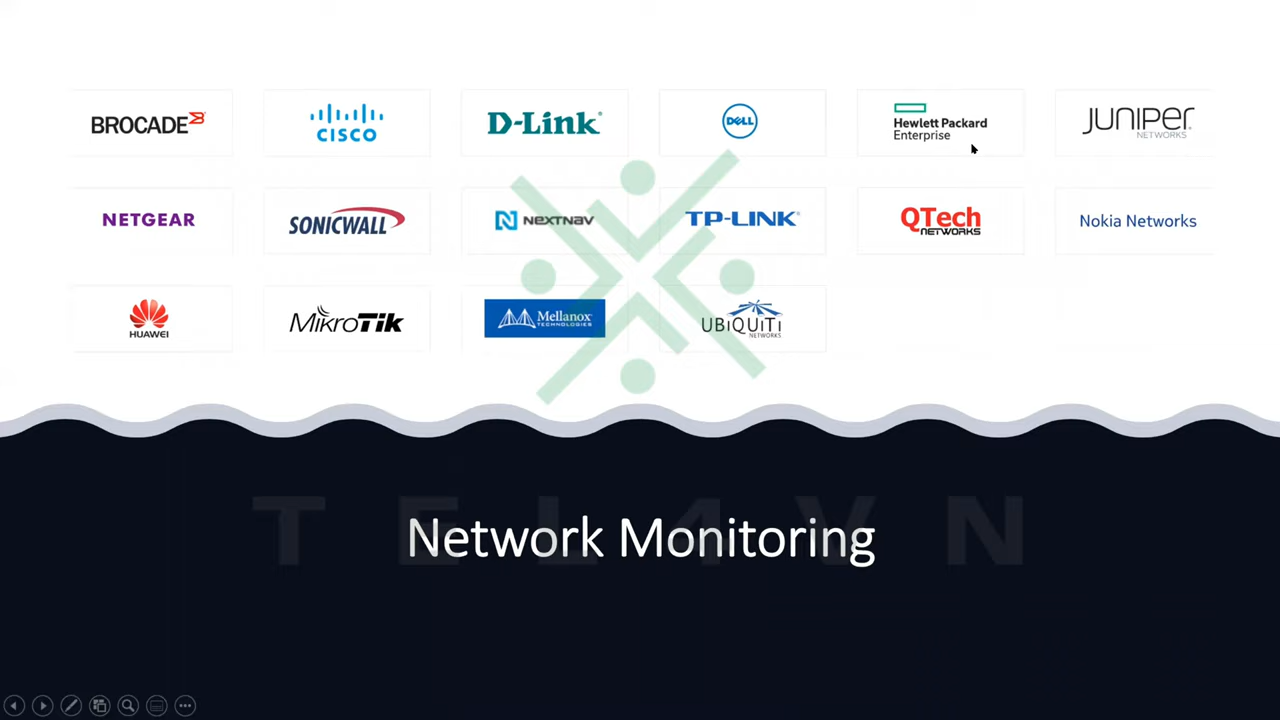 BROCADE
CISCO
D-Link
DELL
Hewlett Packard
Enterprise
JUNIPER
NETWORKS
NETGEAR
SONICWALL
NEXTNAV
TP-LINK
QTech
NETWORKS
Nokia Networks
HUAWEI
MikroTik
Mellanox
TECHNOLOGIES
UBiQUiTi
NETWORKS
TEL4VN
Network Monitoring